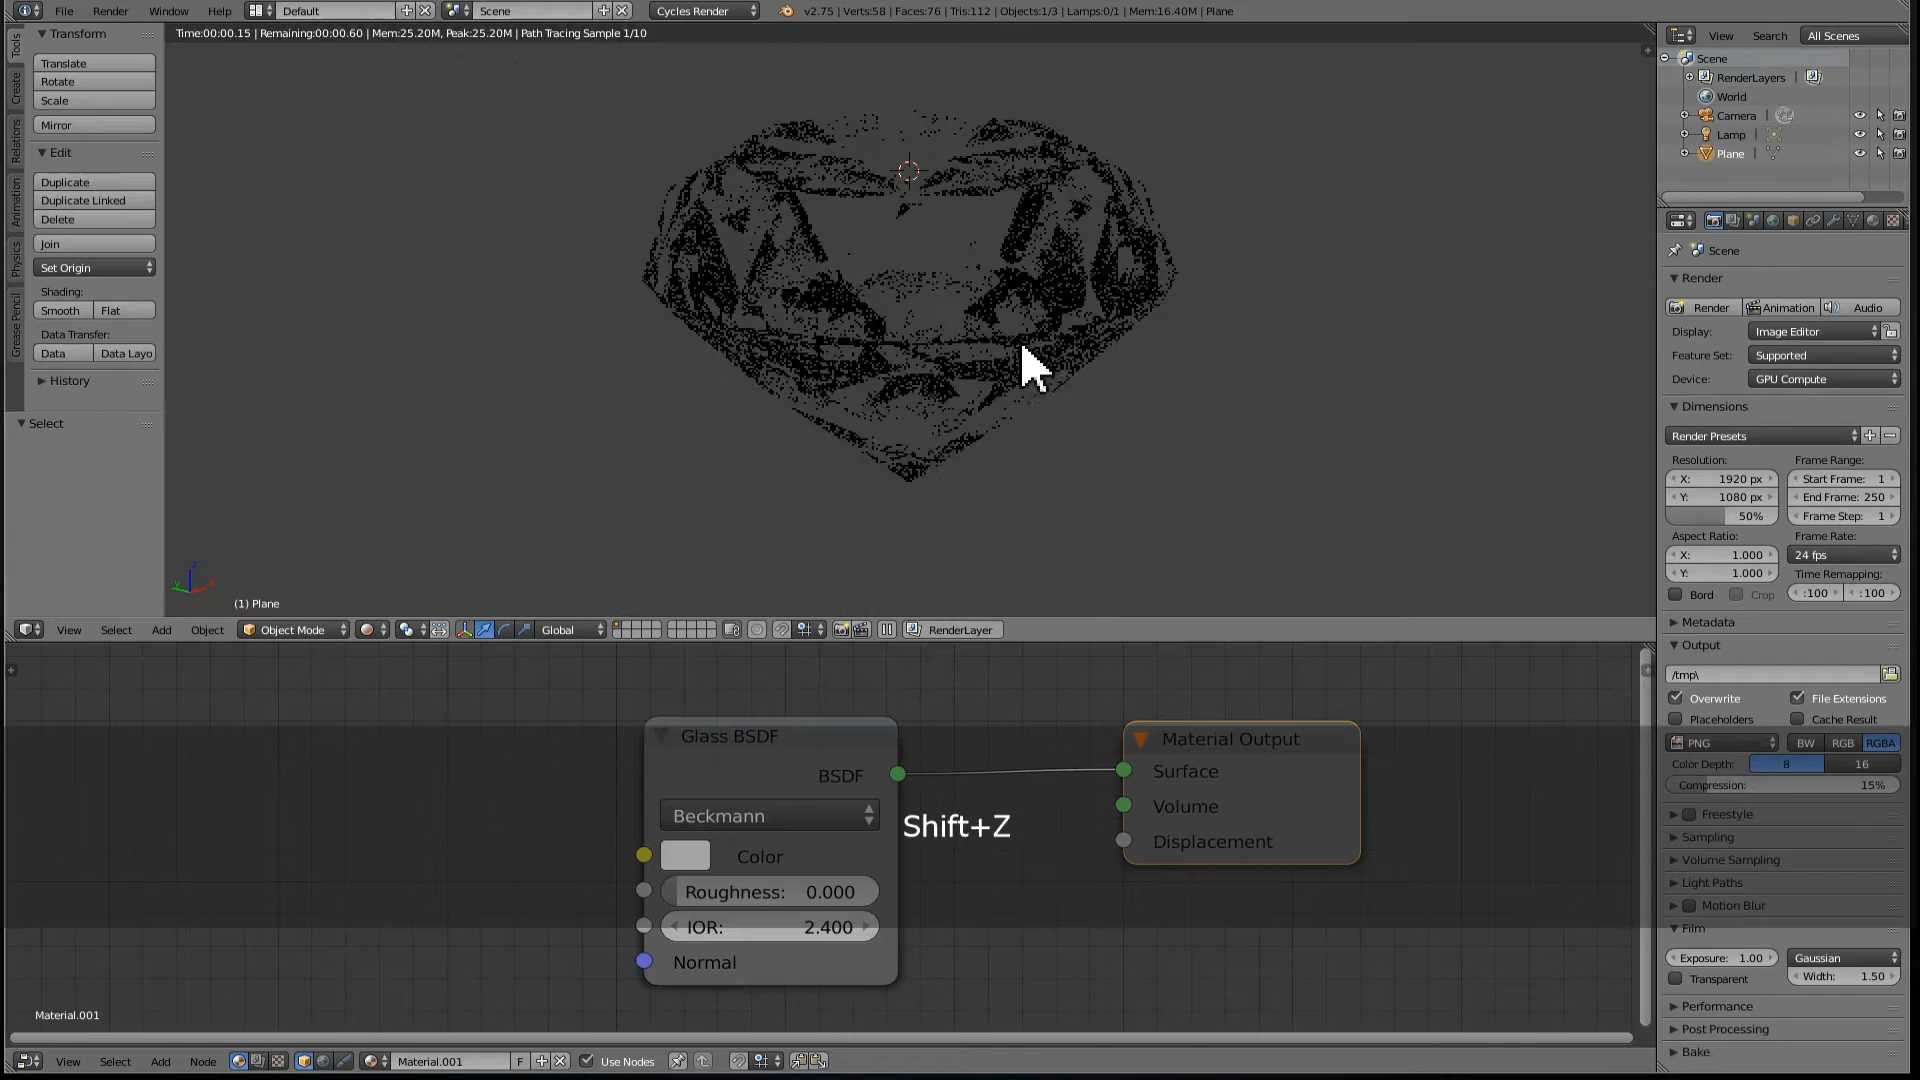 File Render Window Help Default Scene Cycles Render v2.75 | Verts:58 | Faces:76 | Tris:112 | Objects:1/3 | Lamps:0/1 | Mem:16.40M | Plane
Time:00:00.15 | Remaining:00:00.60 | Mem:25.20M, Peak:25.20M | Path Tracing Sample 1/10
Tools
Create
Relations
Animation
Physics
Grease Pencil
Transform
Translate
Rotate
Scale
Mirror
Edit
Duplicate
Duplicate Linked
Delete
Join
Set Origin
Shading:
Smooth Flat
Data Transfer:
Data Data Layo
History
Select
z
y x
(1) Plane
View Select Add Object Object Mode Global RenderLayer
Glass BSDF
BSDF
Beckmann
Color
Roughness: 0.000
IOR: 2.400
Normal
Shift+Z
Material Output
Surface
Volume
Displacement
Material.001
View Select Add Node Material.001 F Use Nodes
View Search All Scenes
Scene
RenderLayers |
World
Camera |
Lamp |
Plane |
Scene
Render
Render Animation Audio
Display: Image Editor
Feature Set: Supported
Device: GPU Compute
Dimensions
Render Presets
Resolution: Frame Range:
X: 1920 px Start Frame: 1
Y: 1080 px End Frame: 250
50% Frame Step: 1
Aspect Ratio: Frame Rate:
X: 1.000 24 fps
Y: 1.000 Time Remapping:
Bord Crop :100 :100
Metadata
Output
/tmp\
Overwrite File Extensions
Placeholders Cache Result
PNG BW RGB RGBA
Color Depth: 8 16
Compression: 15%
Freestyle
Sampling
Volume Sampling
Light Paths
Motion Blur
Film
Exposure: 1.00 Gaussian
Transparent Width: 1.50
Performance
Post Processing
Bake